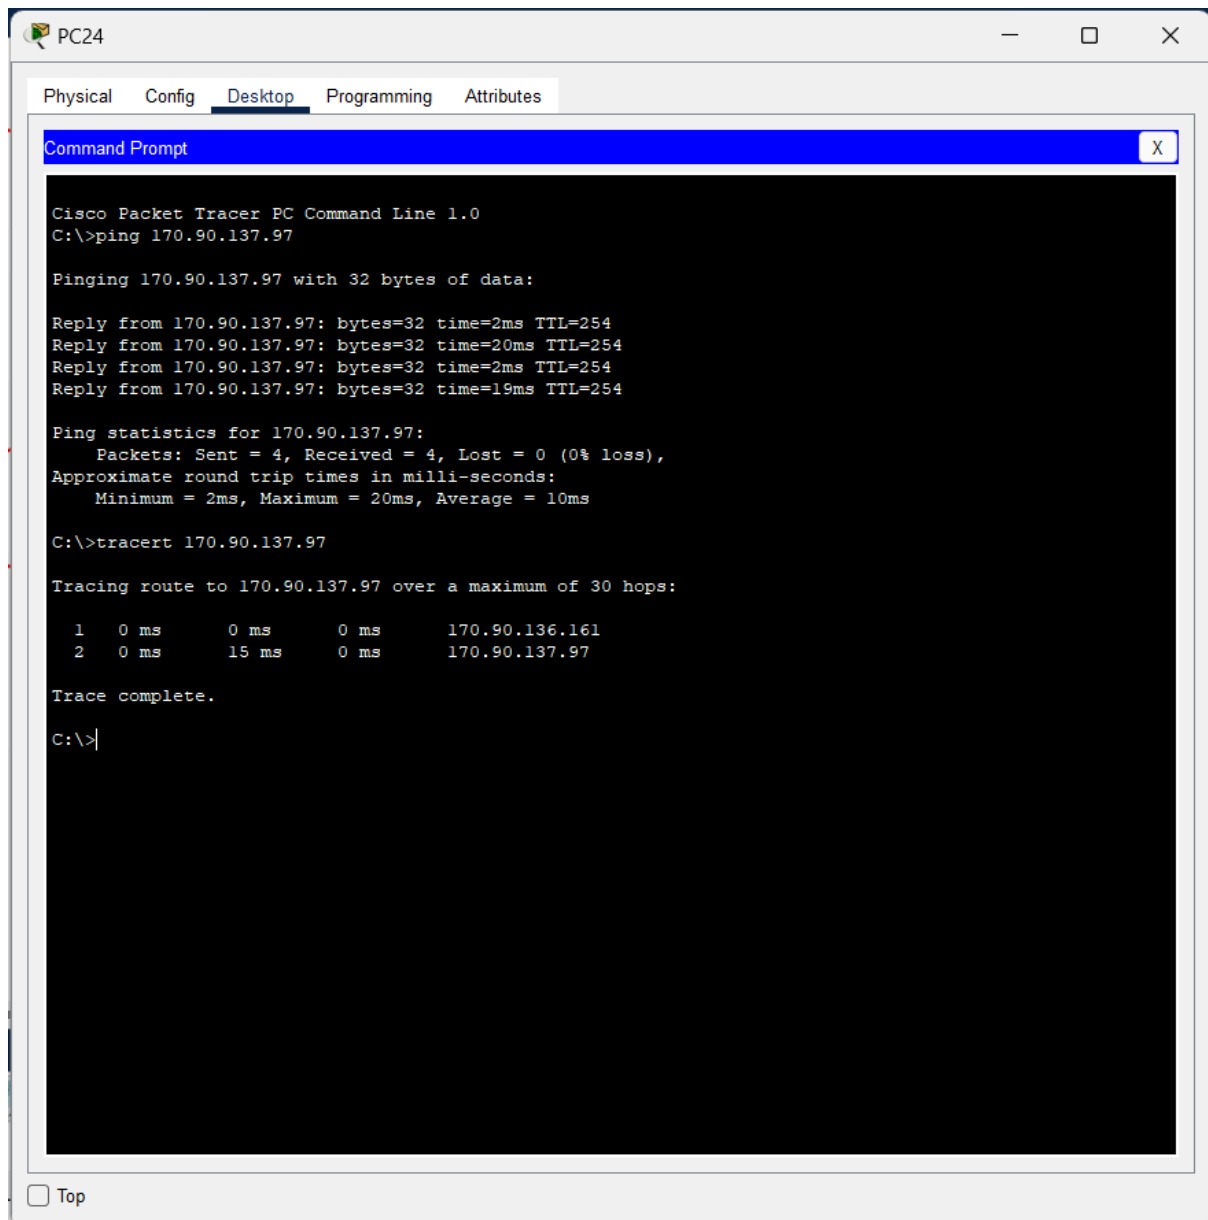 PC24
Physical Config Desktop Programming Attributes
Command Prompt X
Cisco Packet Tracer PC Command Line 1.0
C:\>ping 170.90.137.97
Pinging 170.90.137.97 with 32 bytes of data:
Reply from 170.90.137.97: bytes=32 time=2ms TTL=254
Reply from 170.90.137.97: bytes=32 time=20ms TTL=254
Reply from 170.90.137.97: bytes=32 time=2ms TTL=254
Reply from 170.90.137.97: bytes=32 time=19ms TTL=254
Ping statistics for 170.90.137.97:
Packets: Sent = 4, Received = 4, Lost = 0 (0% loss),
Approximate round trip times in milli-seconds:
Minimum = 2ms, Maximum = 20ms, Average = 10ms
C:\>tracert 170.90.137.97
Tracing route to 170.90.137.97 over a maximum of 30 hops:
1 0 ms 0 ms 0 ms 170.90.136.161
2 0 ms 15 ms 0 ms 170.90.137.97
Trace complete.
C:\>
Top